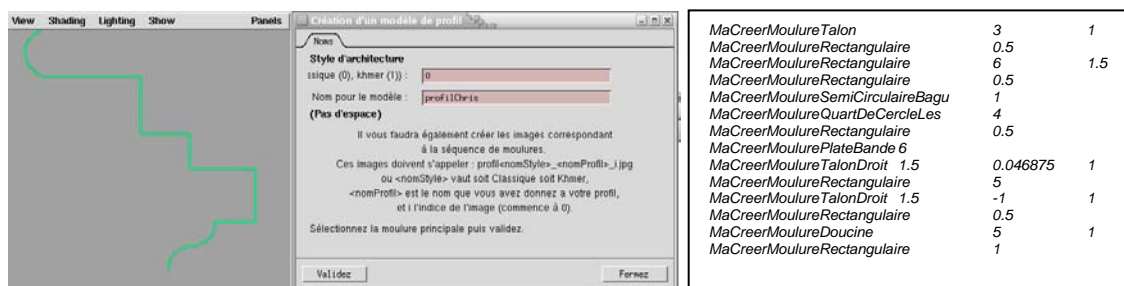 View Shading Lighting Show Panels
Création d'un modèle de profil
Noms
Style d'architecture
ssique (0), khmer (1)) : 0
Nom pour le modèle : profilChris
(Pas d'espace)
Il vous faudra également créer les images correspondant
à la séquence de moulures.
Ces images doivent s'appeler : profil<nomStyle>_<nomProfil>_i.jpg
ou <nomStyle> vaut soit Classique soit Khmer,
<nomProfil> est le nom que vous avez donnez a votre profil,
et i l'indice de l'image (commence à 0).
Sélectionnez la moulure principale puis validez.
Validez Fermez
MaCreerMoulureTalon 3 1
MaCreerMoulureRectangulaire 0.5
MaCreerMoulureRectangulaire 6 1.5
MaCreerMoulureRectangulaire 0.5
MaCreerMoulureSemiCirculaireBagu 1
MaCreerMoulureQuartDeCercleLes 4
MaCreerMoulureRectangulaire 0.5
MaCreerMoulurePlateBande 6
MaCreerMoulureTalonDroit 1.5 0.046875 1
MaCreerMoulureRectangulaire 5
MaCreerMoulureTalonDroit 1.5 -1 1
MaCreerMoulureRectangulaire 0.5
MaCreerMoulureDoucine 5 1
MaCreerMoulureRectangulaire 1